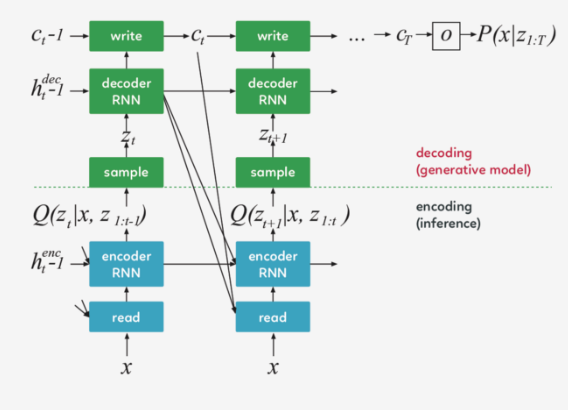 c_t-1 write c_t write ... c_T σ P(x|z_{1:T})
h_t^{dec}-1 decoder RNN decoder RNN
z_t z_{t+1}
sample sample
decoding
(generative model)
encoding
(inference)
Q(z_t|x, z_{1:t-1}) Q(z_{t+1}|x, z_{1:t})
h_t^{enc}-1 encoder RNN encoder RNN
read read
x x